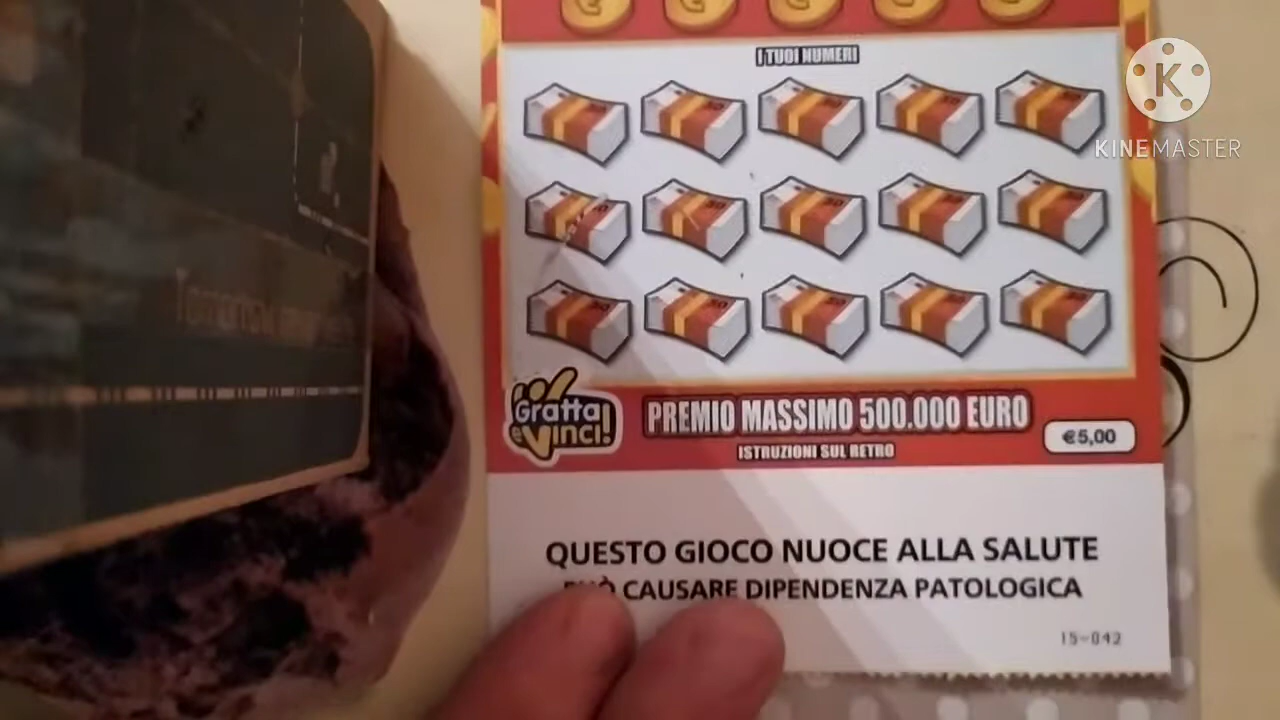 I TUOI NUMERI
KINEMASTER
Gratta
e Vinci!
PREMIO MASSIMO 500.000 EURO
€5,00
ISTRUZIONI SUL RETRO
QUESTO GIOCO NUOCE ALLA SALUTE
PUÒ CAUSARE DIPENDENZA PATOLOGICA
15-042